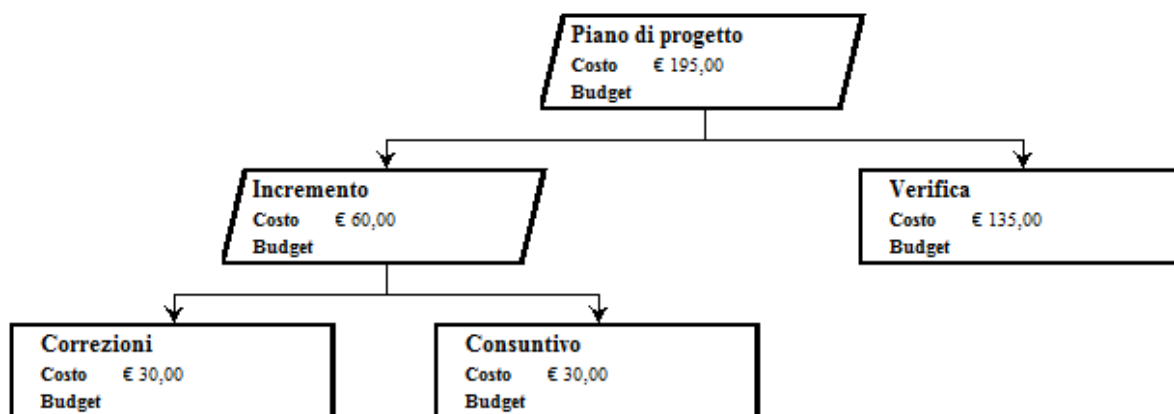 Piano di progetto
Costo € 195,00
Budget
Incremento
Costo € 60,00
Budget
Verifica
Costo € 135,00
Budget
Correzioni
Costo € 30,00
Budget
Consuntivo
Costo € 30,00
Budget